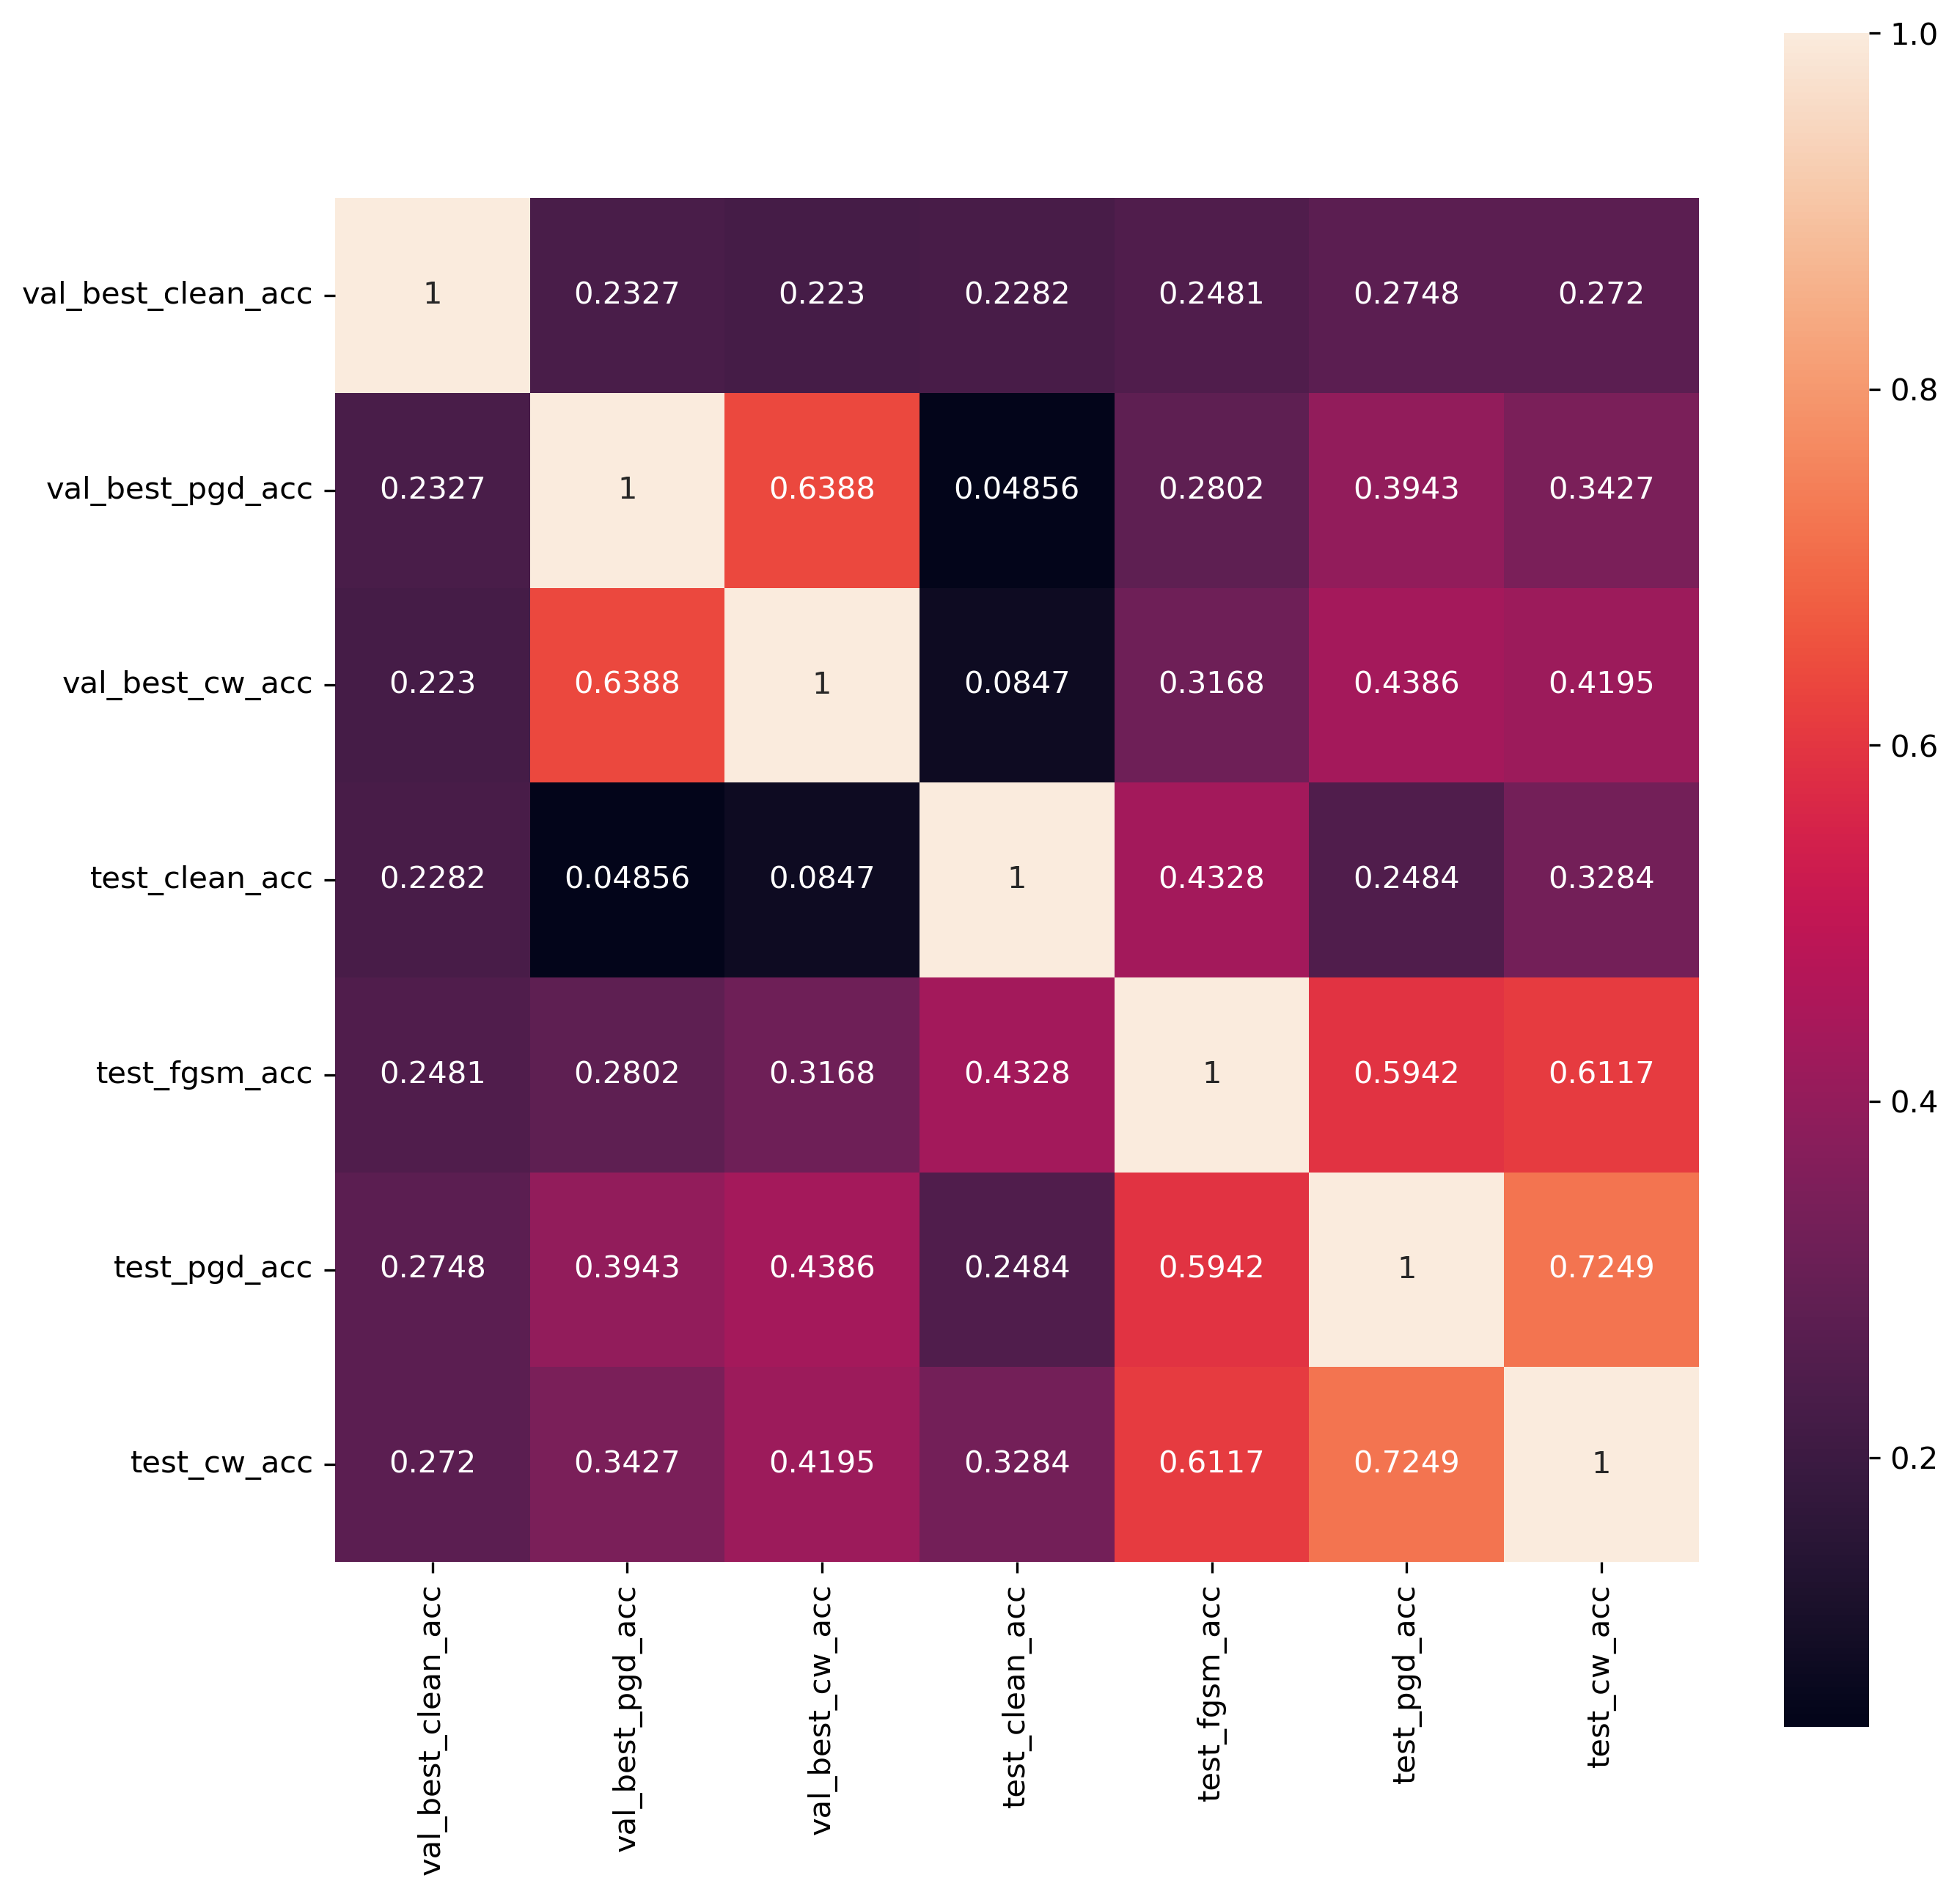 val_best_clean_acc 1 0.2327 0.223 0.2282 0.2481 0.2748 0.272
val_best_pgd_acc 0.2327 1 0.6388 0.04856 0.2802 0.3943 0.3427
val_best_cw_acc 0.223 0.6388 1 0.0847 0.3168 0.4386 0.4195
test_clean_acc 0.2282 0.04856 0.0847 1 0.4328 0.2484 0.3284
test_fgsm_acc 0.2481 0.2802 0.3168 0.4328 1 0.5942 0.6117
test_pgd_acc 0.2748 0.3943 0.4386 0.2484 0.5942 1 0.7249
test_cw_acc 0.272 0.3427 0.4195 0.3284 0.6117 0.7249 1
val_best_clean_acc
val_best_pgd_acc
val_best_cw_acc
test_clean_acc
test_fgsm_acc
test_pgd_acc
test_cw_acc
1.0
0.8
0.6
0.4
0.2